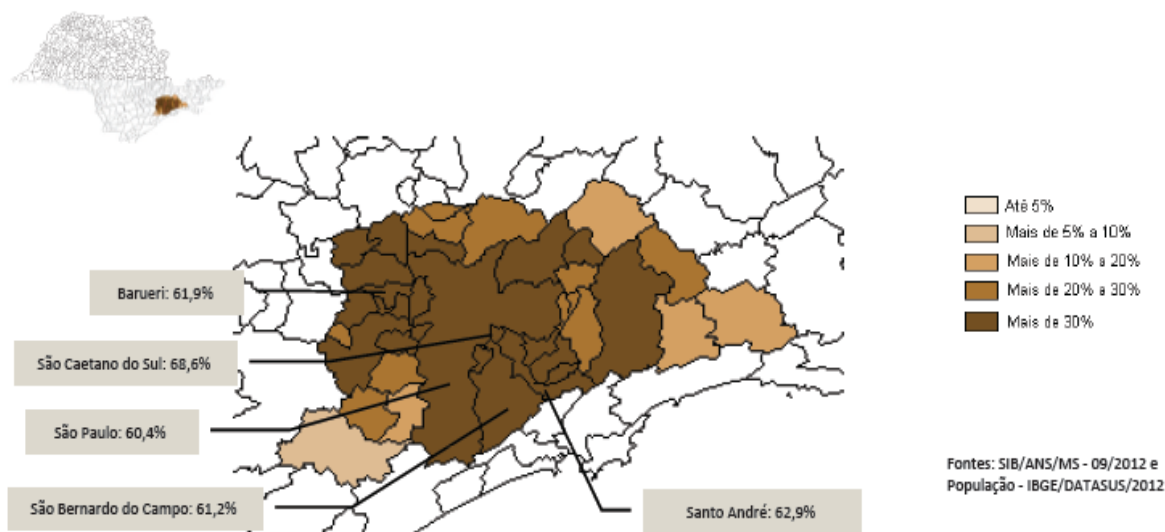 Até 5%
Mais de 5% a 10%
Mais de 10% a 20%
Mais de 20% a 30%
Mais de 30%
Barueri: 61,9%
São Caetano do Sul: 68,6%
São Paulo: 60,4%
São Bernardo do Campo: 61,2%
Santo André: 62,9%
Fontes: SIB/ANS/MS - 09/2012 e
População - IBGE/DATASUS/2012